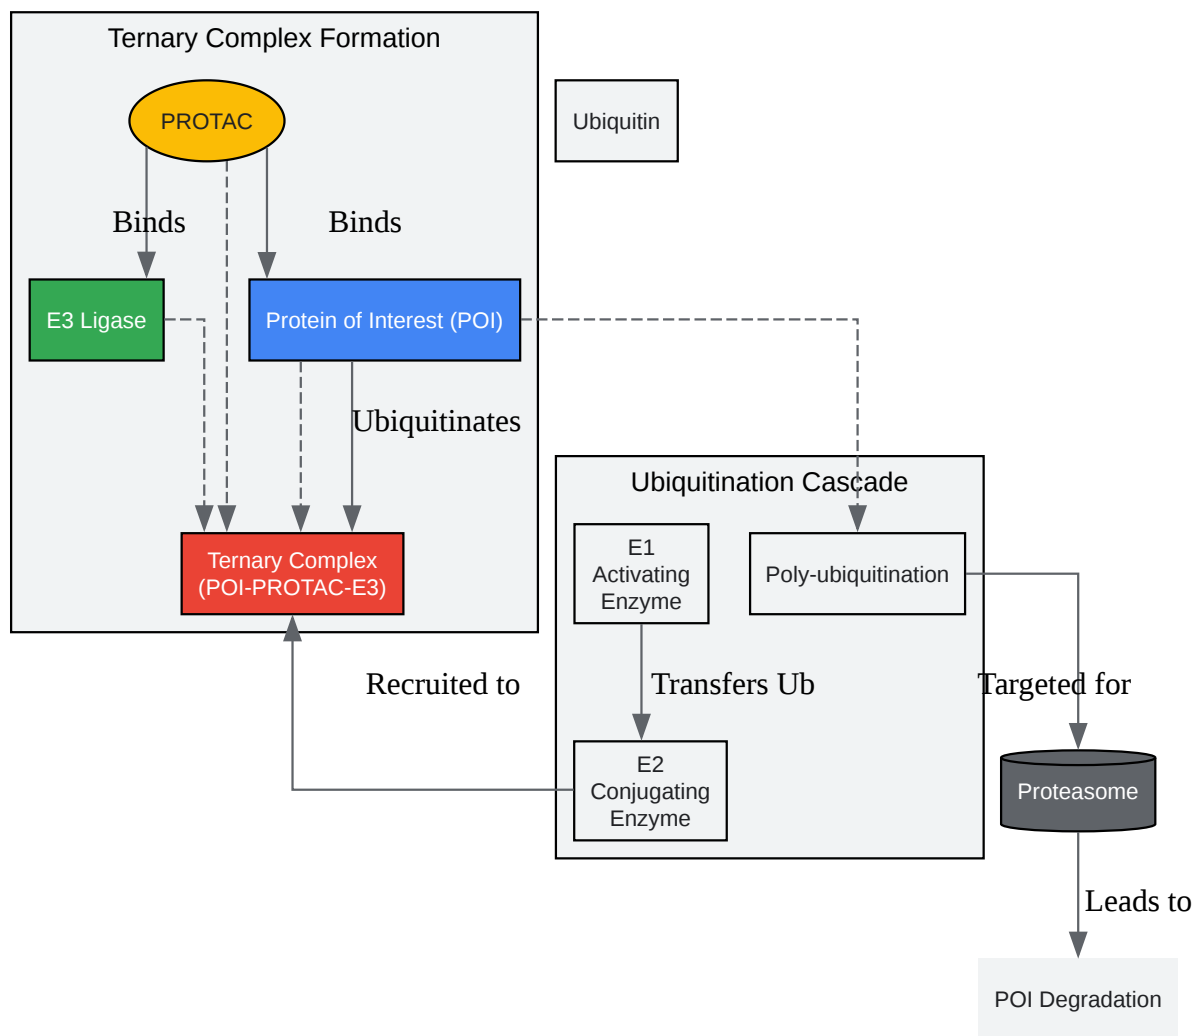 Ternary Complex Formation
PROTAC
Ubiquitin
Binds
Binds
E3 Ligase
Protein of Interest (POI)
Ubiquitinates
Ubiquitination Cascade
Ternary Complex
(POI-PROTAC-E3)
E1
Activating
Enzyme
Poly-ubiquitination
Recruited to
Transfers Ub
Targeted for
E2
Conjugating
Enzyme
Proteasome
Leads to
POI Degradation